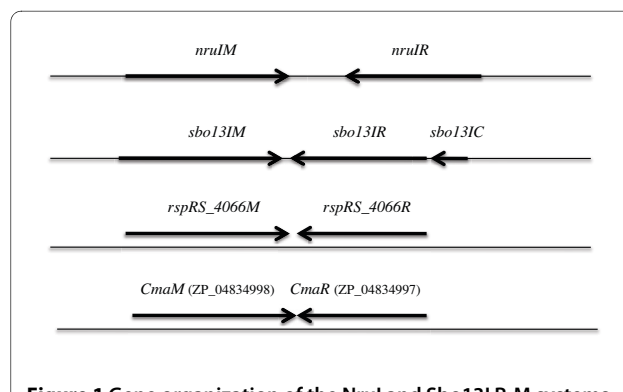 nruIM nruIR
sbo13IM sbo13IR sbo13IC
rspRS_4066M rspRS_4066R
CmaM (ZP_04834998) CmaR (ZP_04834997)
Figure 1 Gene organization of the NruI and Sbo13I R-M systems